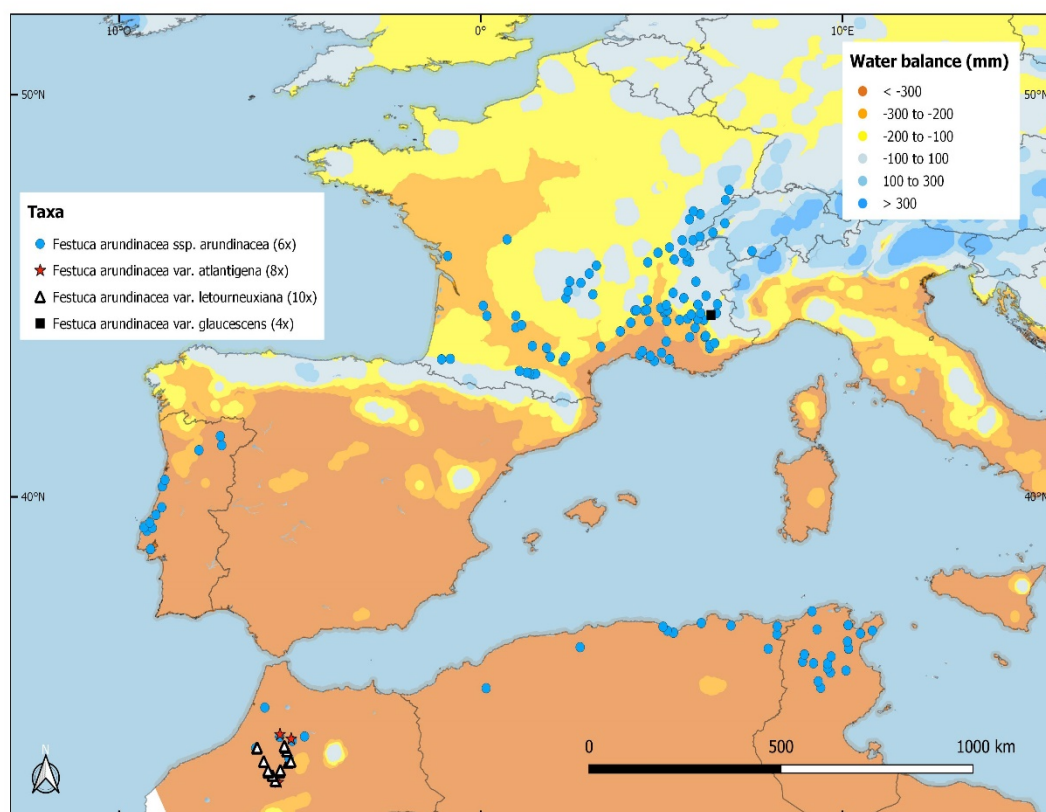 10°O
0°
10°E
50°N
50°N
40°N
40°N
Water balance (mm)
< -300
-300 to -200
-200 to -100
-100 to 100
100 to 300
> 300
Taxa
Festuca arundinacea ssp. arundinacea (6x)
Festuca arundinacea var. atlantigena (8x)
Festuca arundinacea var. letourneuxiana (10x)
Festuca arundinacea var. glaucescens (4x)
0 500 1000 km
N